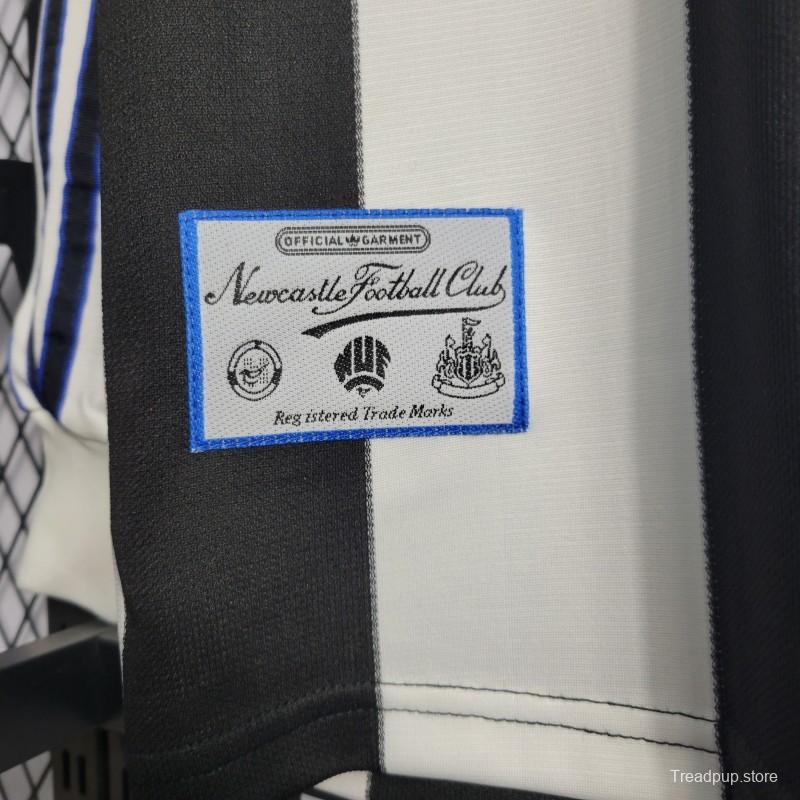 OFFICIAL GARMENT
Newcastle Football Club
NUFC
Reg istered Trade Marks
Treadpup.store